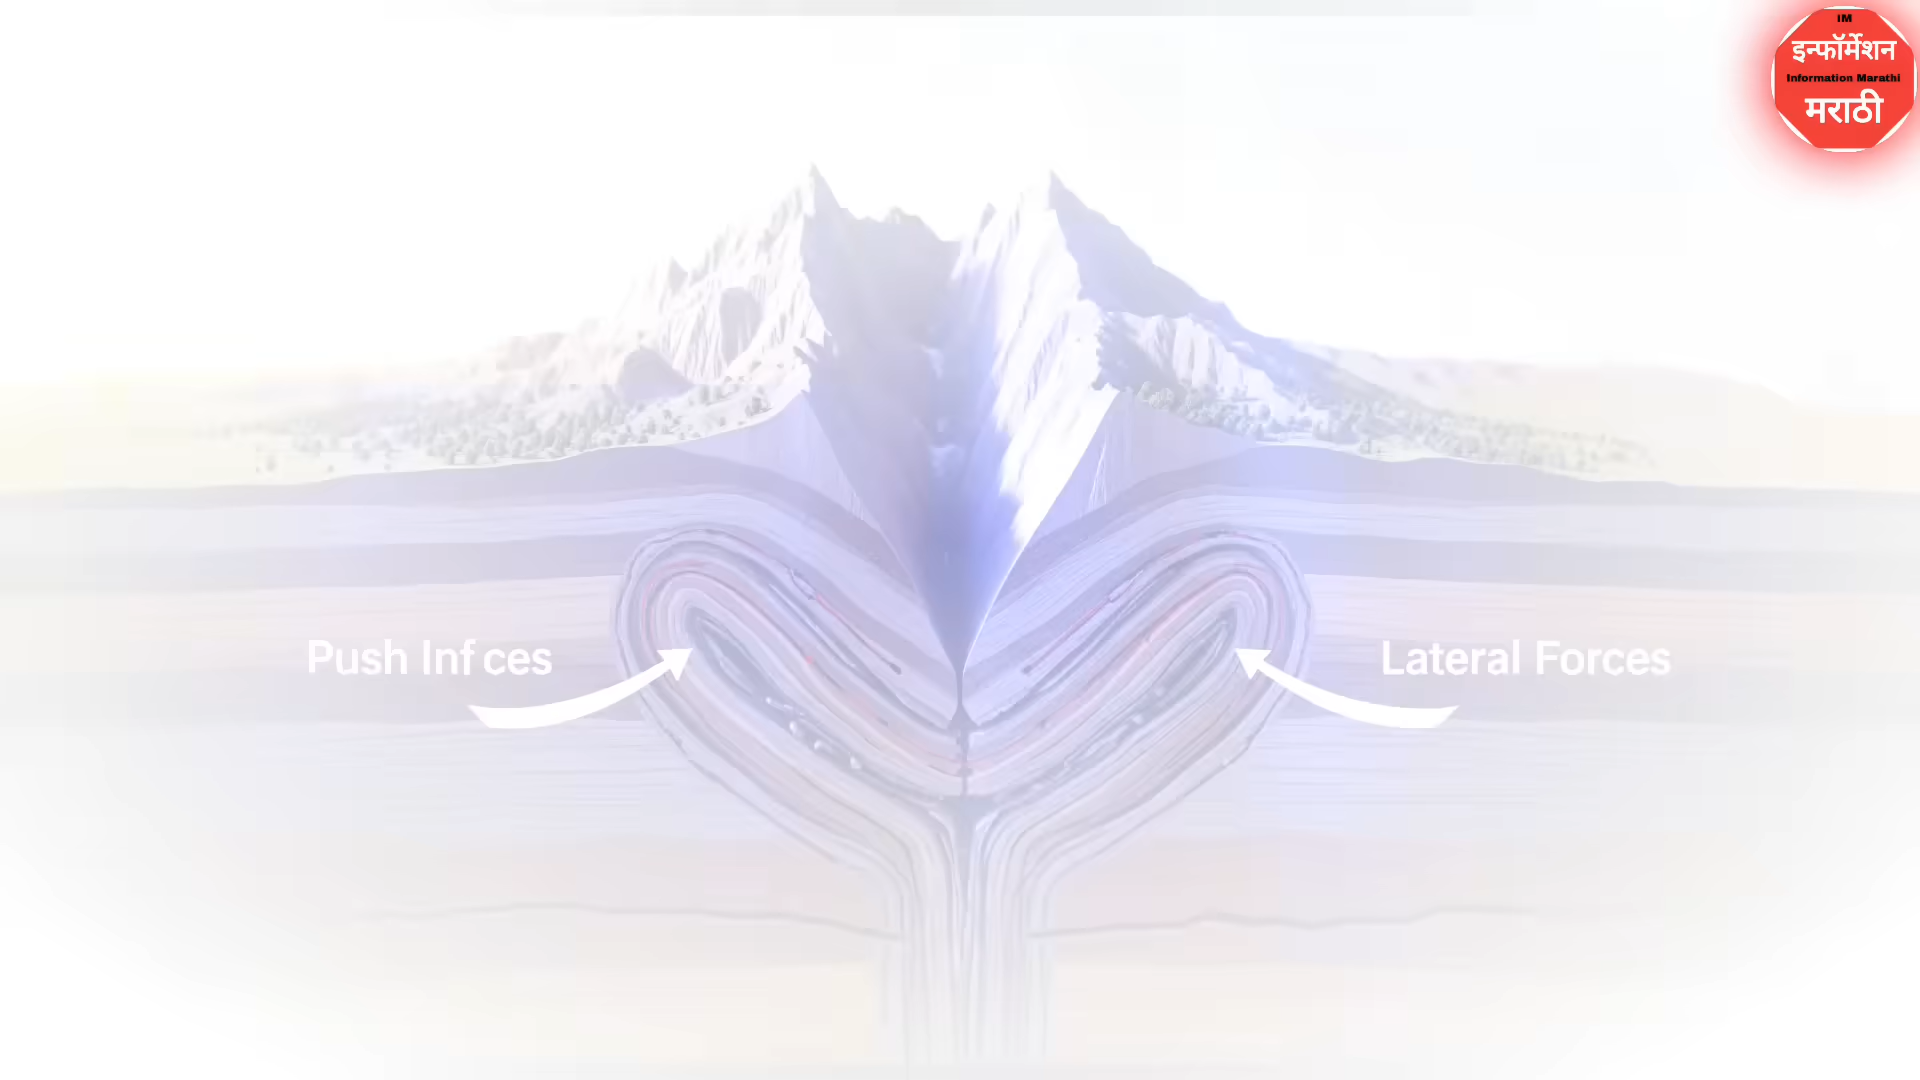 IM
इन्फॉर्मेशन
Information Marathi
मराठी
Push Inf ces
Lateral Forces